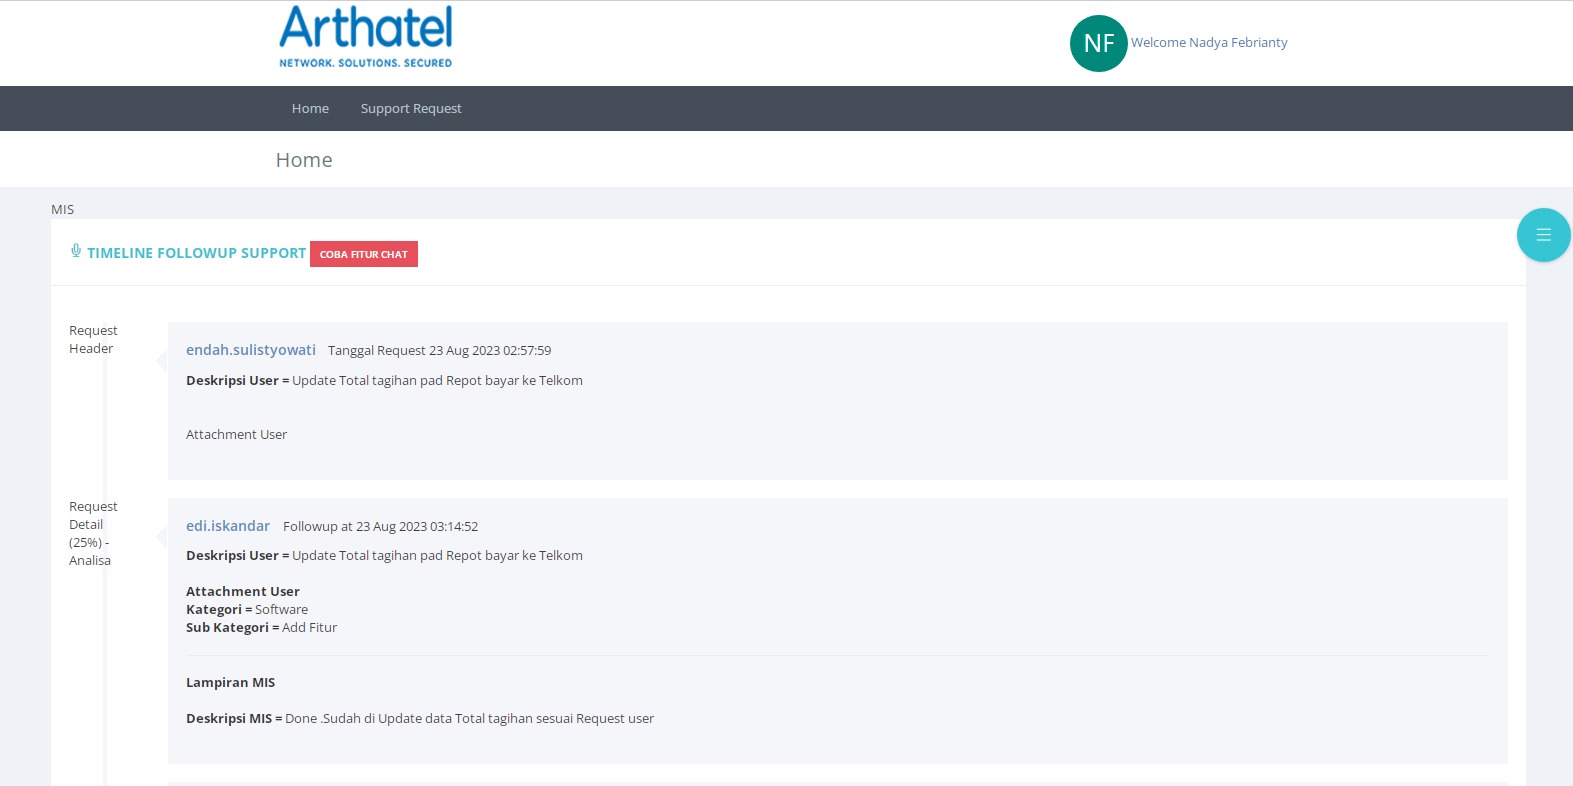 Arthatel
NETWORK. SOLUTIONS. SECURED
NF
Welcome Nadya Febrianty
Home
Support Request
Home
MIS
TIMELINE FOLLOWUP SUPPORT
COBA FITUR CHAT
Request
Header
endah.sulistyowati Tanggal Request 23 Aug 2023 02:57:59
Deskripsi User = Update Total tagihan pad Repot bayar ke Telkom
Attachment User
Request
Detail
(25%) -
Analisa
edi.iskandar Followup at 23 Aug 2023 03:14:52
Deskripsi User = Update Total tagihan pad Repot bayar ke Telkom
Attachment User
Kategori = Software
Sub Kategori = Add Fitur
Lampiran MIS
Deskripsi MIS = Done .Sudah di Update data Total tagihan sesuai Request user